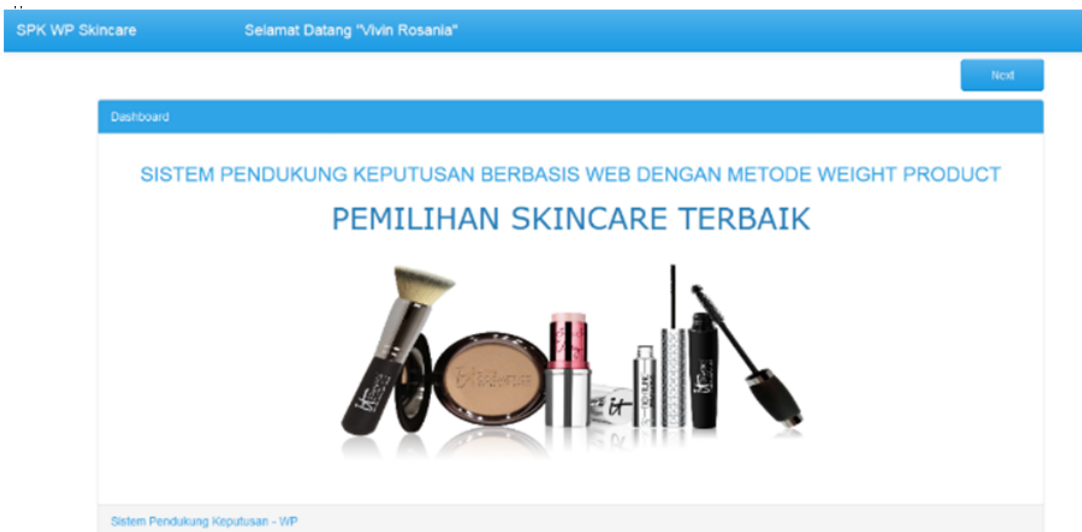 SPK WP Skincare Selamat Datang "Vivin Rosania"
Next
Dashboard
SISTEM PENDUKUNG KEPUTUSAN BERBASIS WEB DENGAN METODE WEIGHT PRODUCT
PEMILIHAN SKINCARE TERBAIK
Sistem Pendukung Keputusan - WP